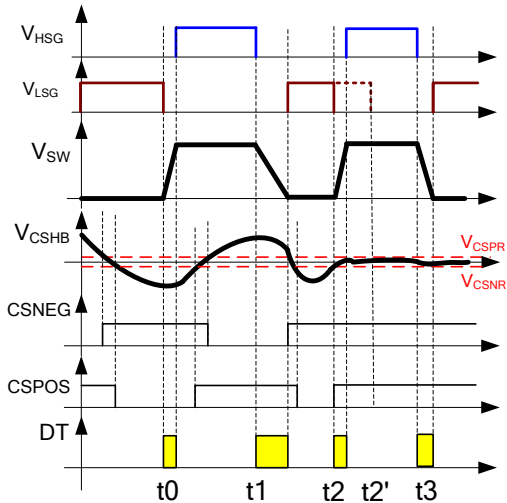 VHSG
VLSG
VSW
VCSHB
VCSPR
VCSNR
CSNEG
CSPOS
DT
t0 t1 t2 t2' t3